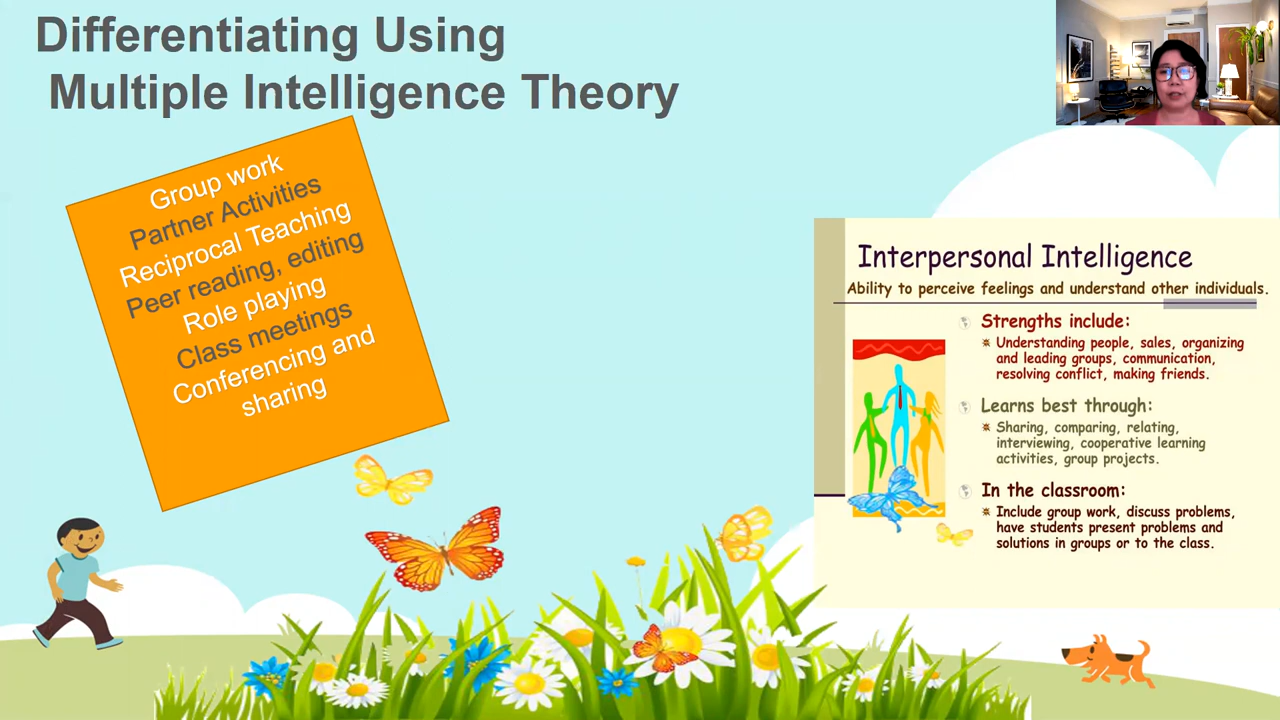 Differentiating Using
Multiple Intelligence Theory
Group work
Partner Activities
Reciprocal Teaching
Peer reading, editing
Role playing
Class meetings
Conferencing and
sharing
Interpersonal Intelligence
Ability to perceive feelings and understand other individuals.
Strengths include:
Understanding people, sales, organizing
and leading groups, communication,
resolving conflict, making friends.
Learns best through:
Sharing, comparing, relating,
interviewing, cooperative learning
activities, group projects.
In the classroom:
Include group work, discuss problems,
have students present problems and
solutions in groups or to the class.